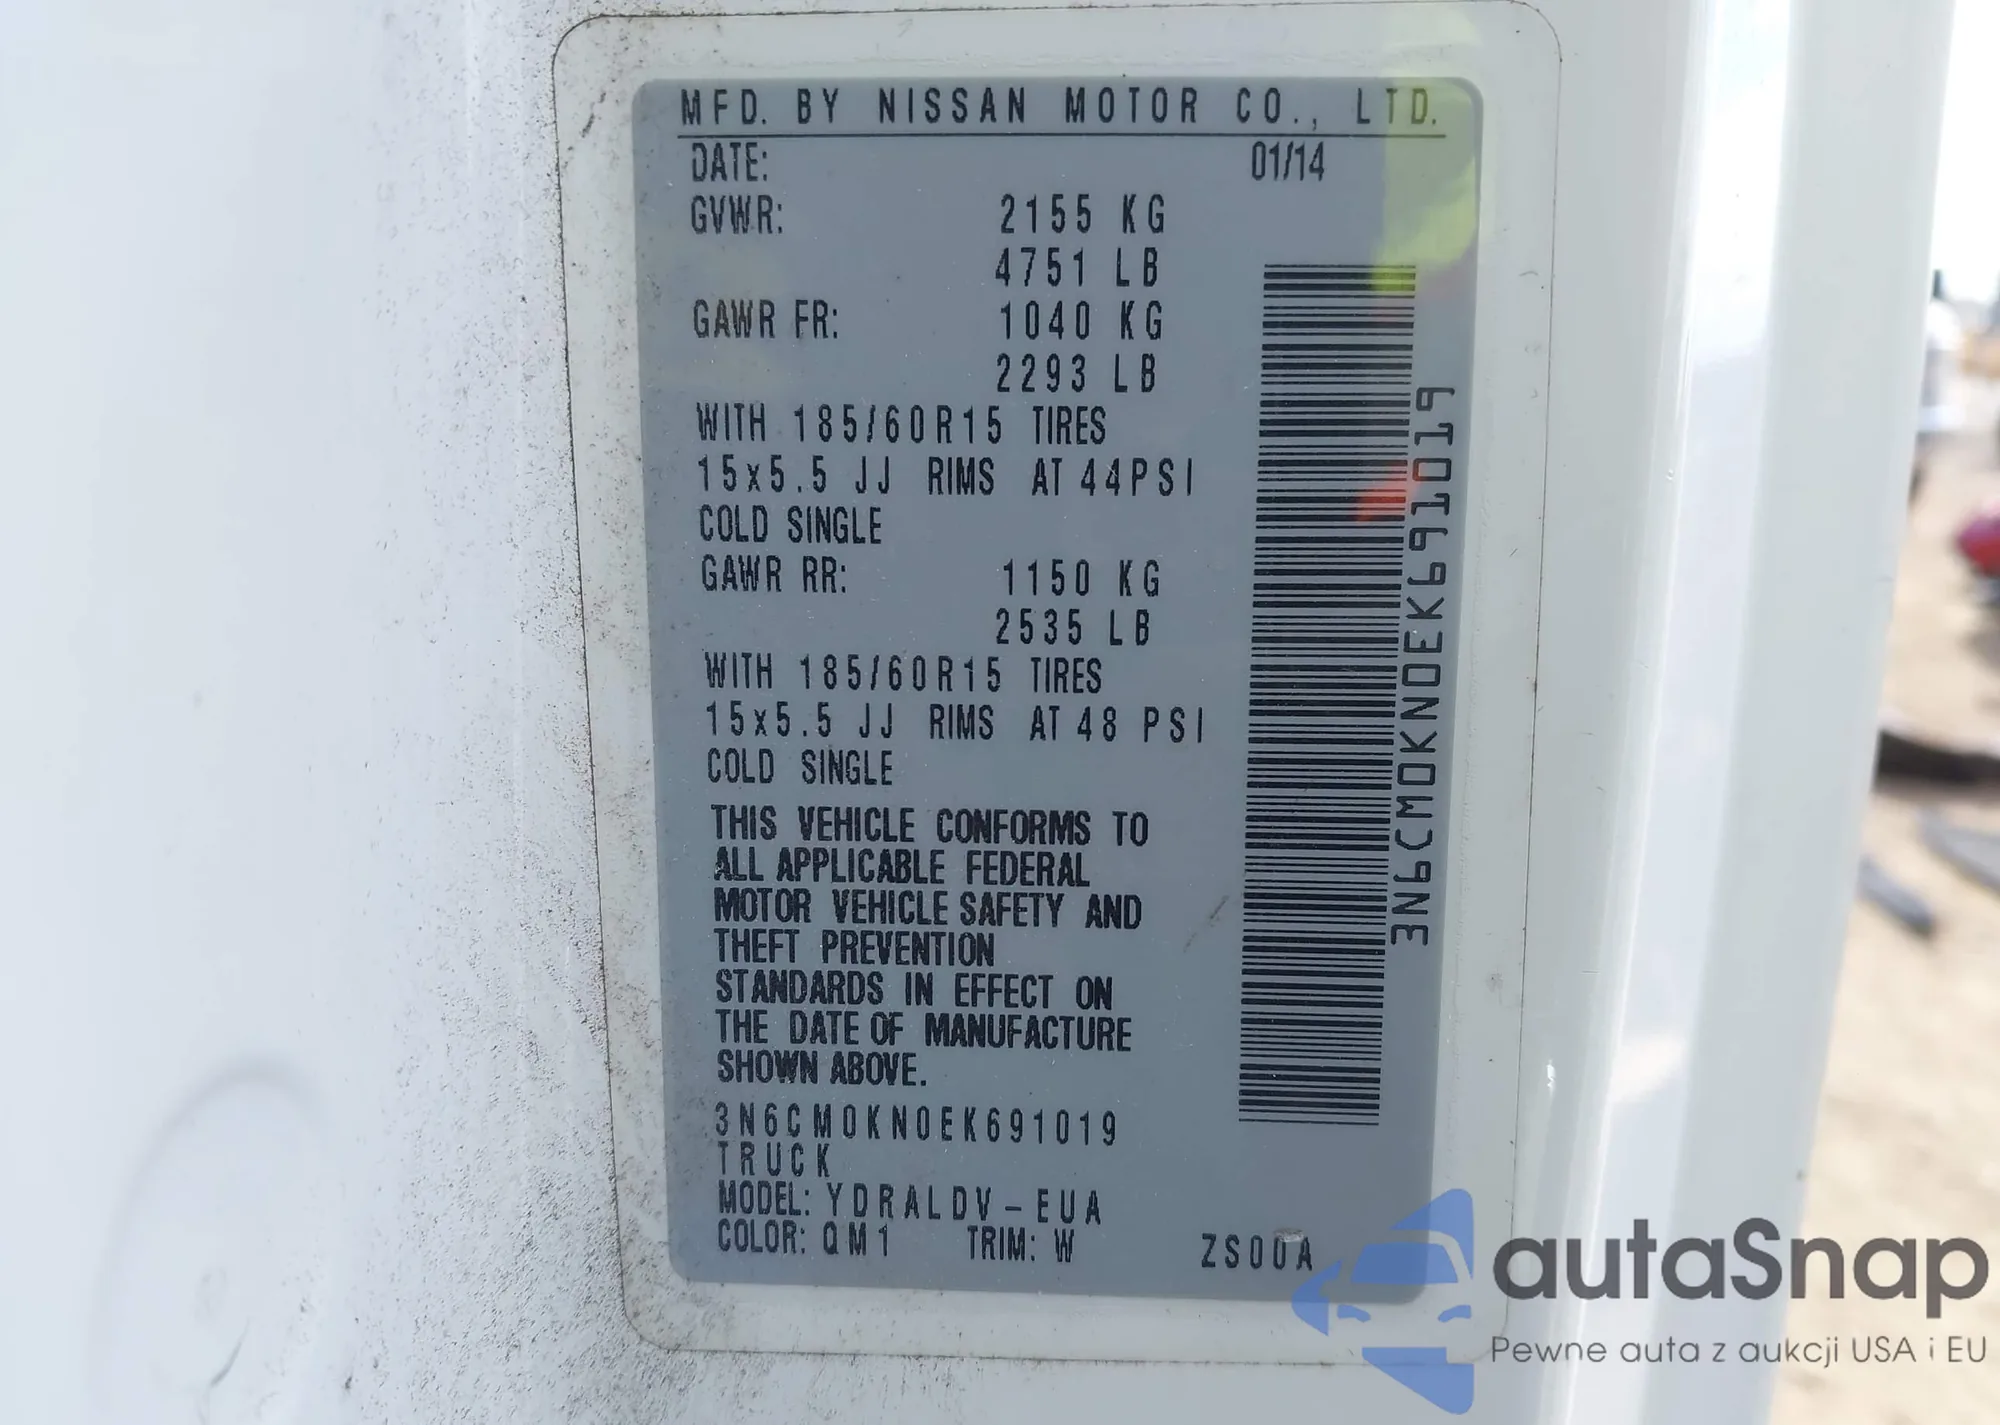 MFD. BY NISSAN MOTOR CO., LTD.
DATE: 01/14
GVWR: 2155 KG
4751 LB
GAWR FR: 1040 KG
2293 LB
WITH 185/60R15 TIRES
15x5.5 JJ RIMS AT 44PSI
COLD SINGLE
GAWR RR: 1150 KG
2535 LB
WITH 185/60R15 TIRES
15x5.5 JJ RIMS AT 48 PSI
COLD SINGLE
THIS VEHICLE CONFORMS TO
ALL APPLICABLE FEDERAL
MOTOR VEHICLE SAFETY AND
THEFT PREVENTION
STANDARDS IN EFFECT ON
THE DATE OF MANUFACTURE
SHOWN ABOVE.
3N6CM0KN0EK691019
TRUCK
MODEL: YDRALDV-EUA
COLOR: QM1 TRIM: W ZS00A
3N6CM0KN0EK691019
autaSnap
Pewne auta z aukcji USA i EU